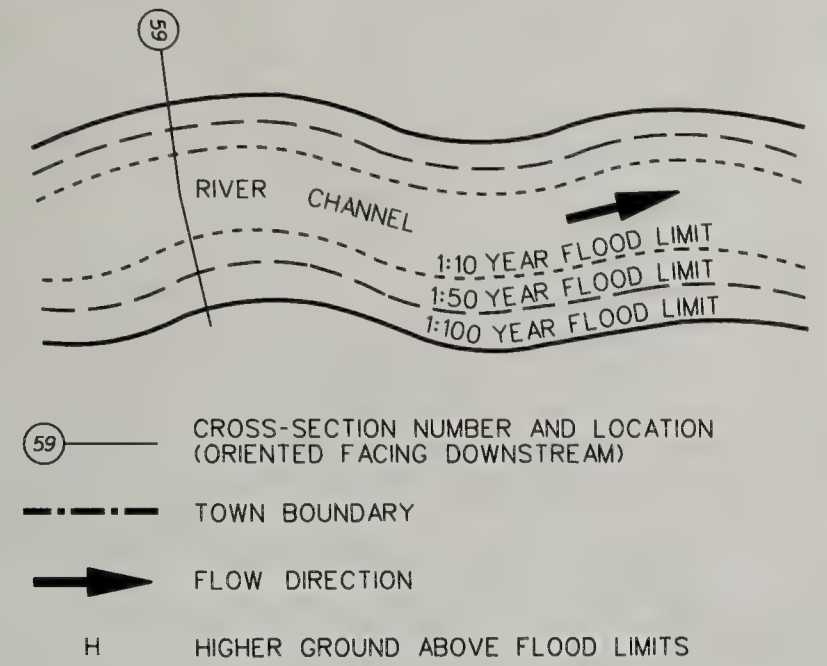 59
RIVER CHANNEL
1:10 YEAR FLOOD LIMIT
1:50 YEAR FLOOD LIMIT
1:100 YEAR FLOOD LIMIT
59 CROSS-SECTION NUMBER AND LOCATION
(ORIENTED FACING DOWNSTREAM)
TOWN BOUNDARY
FLOW DIRECTION
H HIGHER GROUND ABOVE FLOOD LIMITS